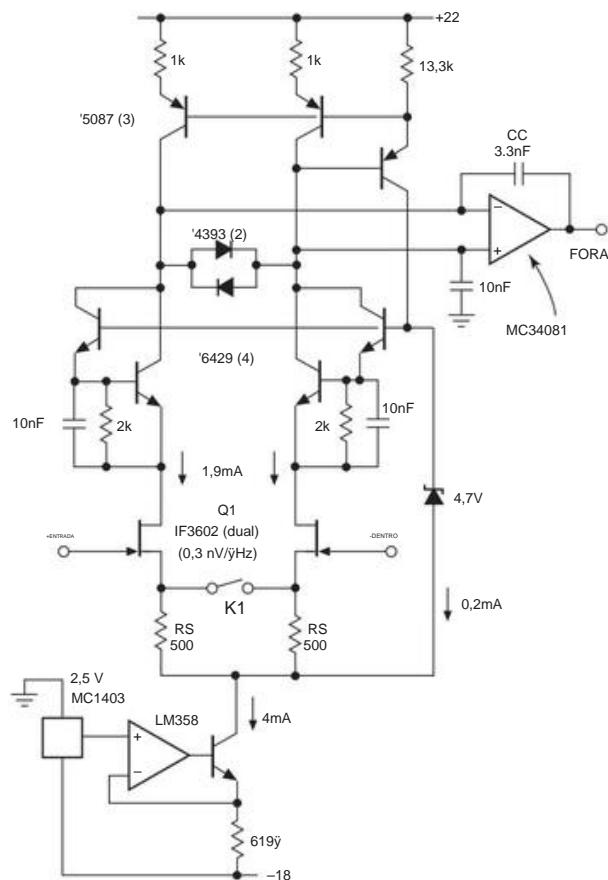 +22
1k
1k
13,3k
'5087 (3)
CC
3.3nF
'4393 (2)
−
+
FORA
10nF
MC34081
'6429 (4)
10nF
2k
2k
10nF
1,9mA
4,7V
Q1
IF3602 (dual)
(0,3 nV/ÿHz)
+ENTRADA
-DENTRO
K1
0,2mA
RS
500
RS
500
2,5 V
MC1403
LM358
4mA
+
−
619ÿ
–18